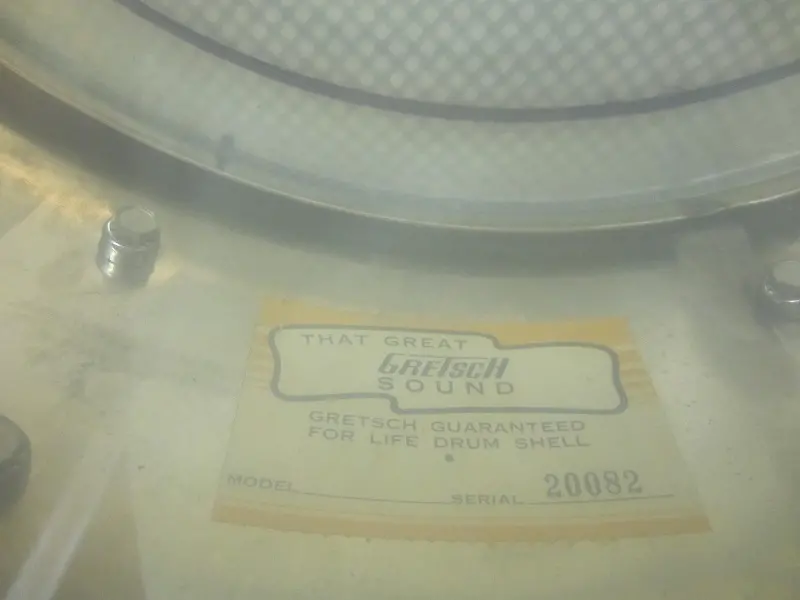 THAT GREAT
GRETSCH
SOUND
GRETSCH GUARANTEED
FOR LIFE DRUM SHELL
MODEL SERIAL 20082